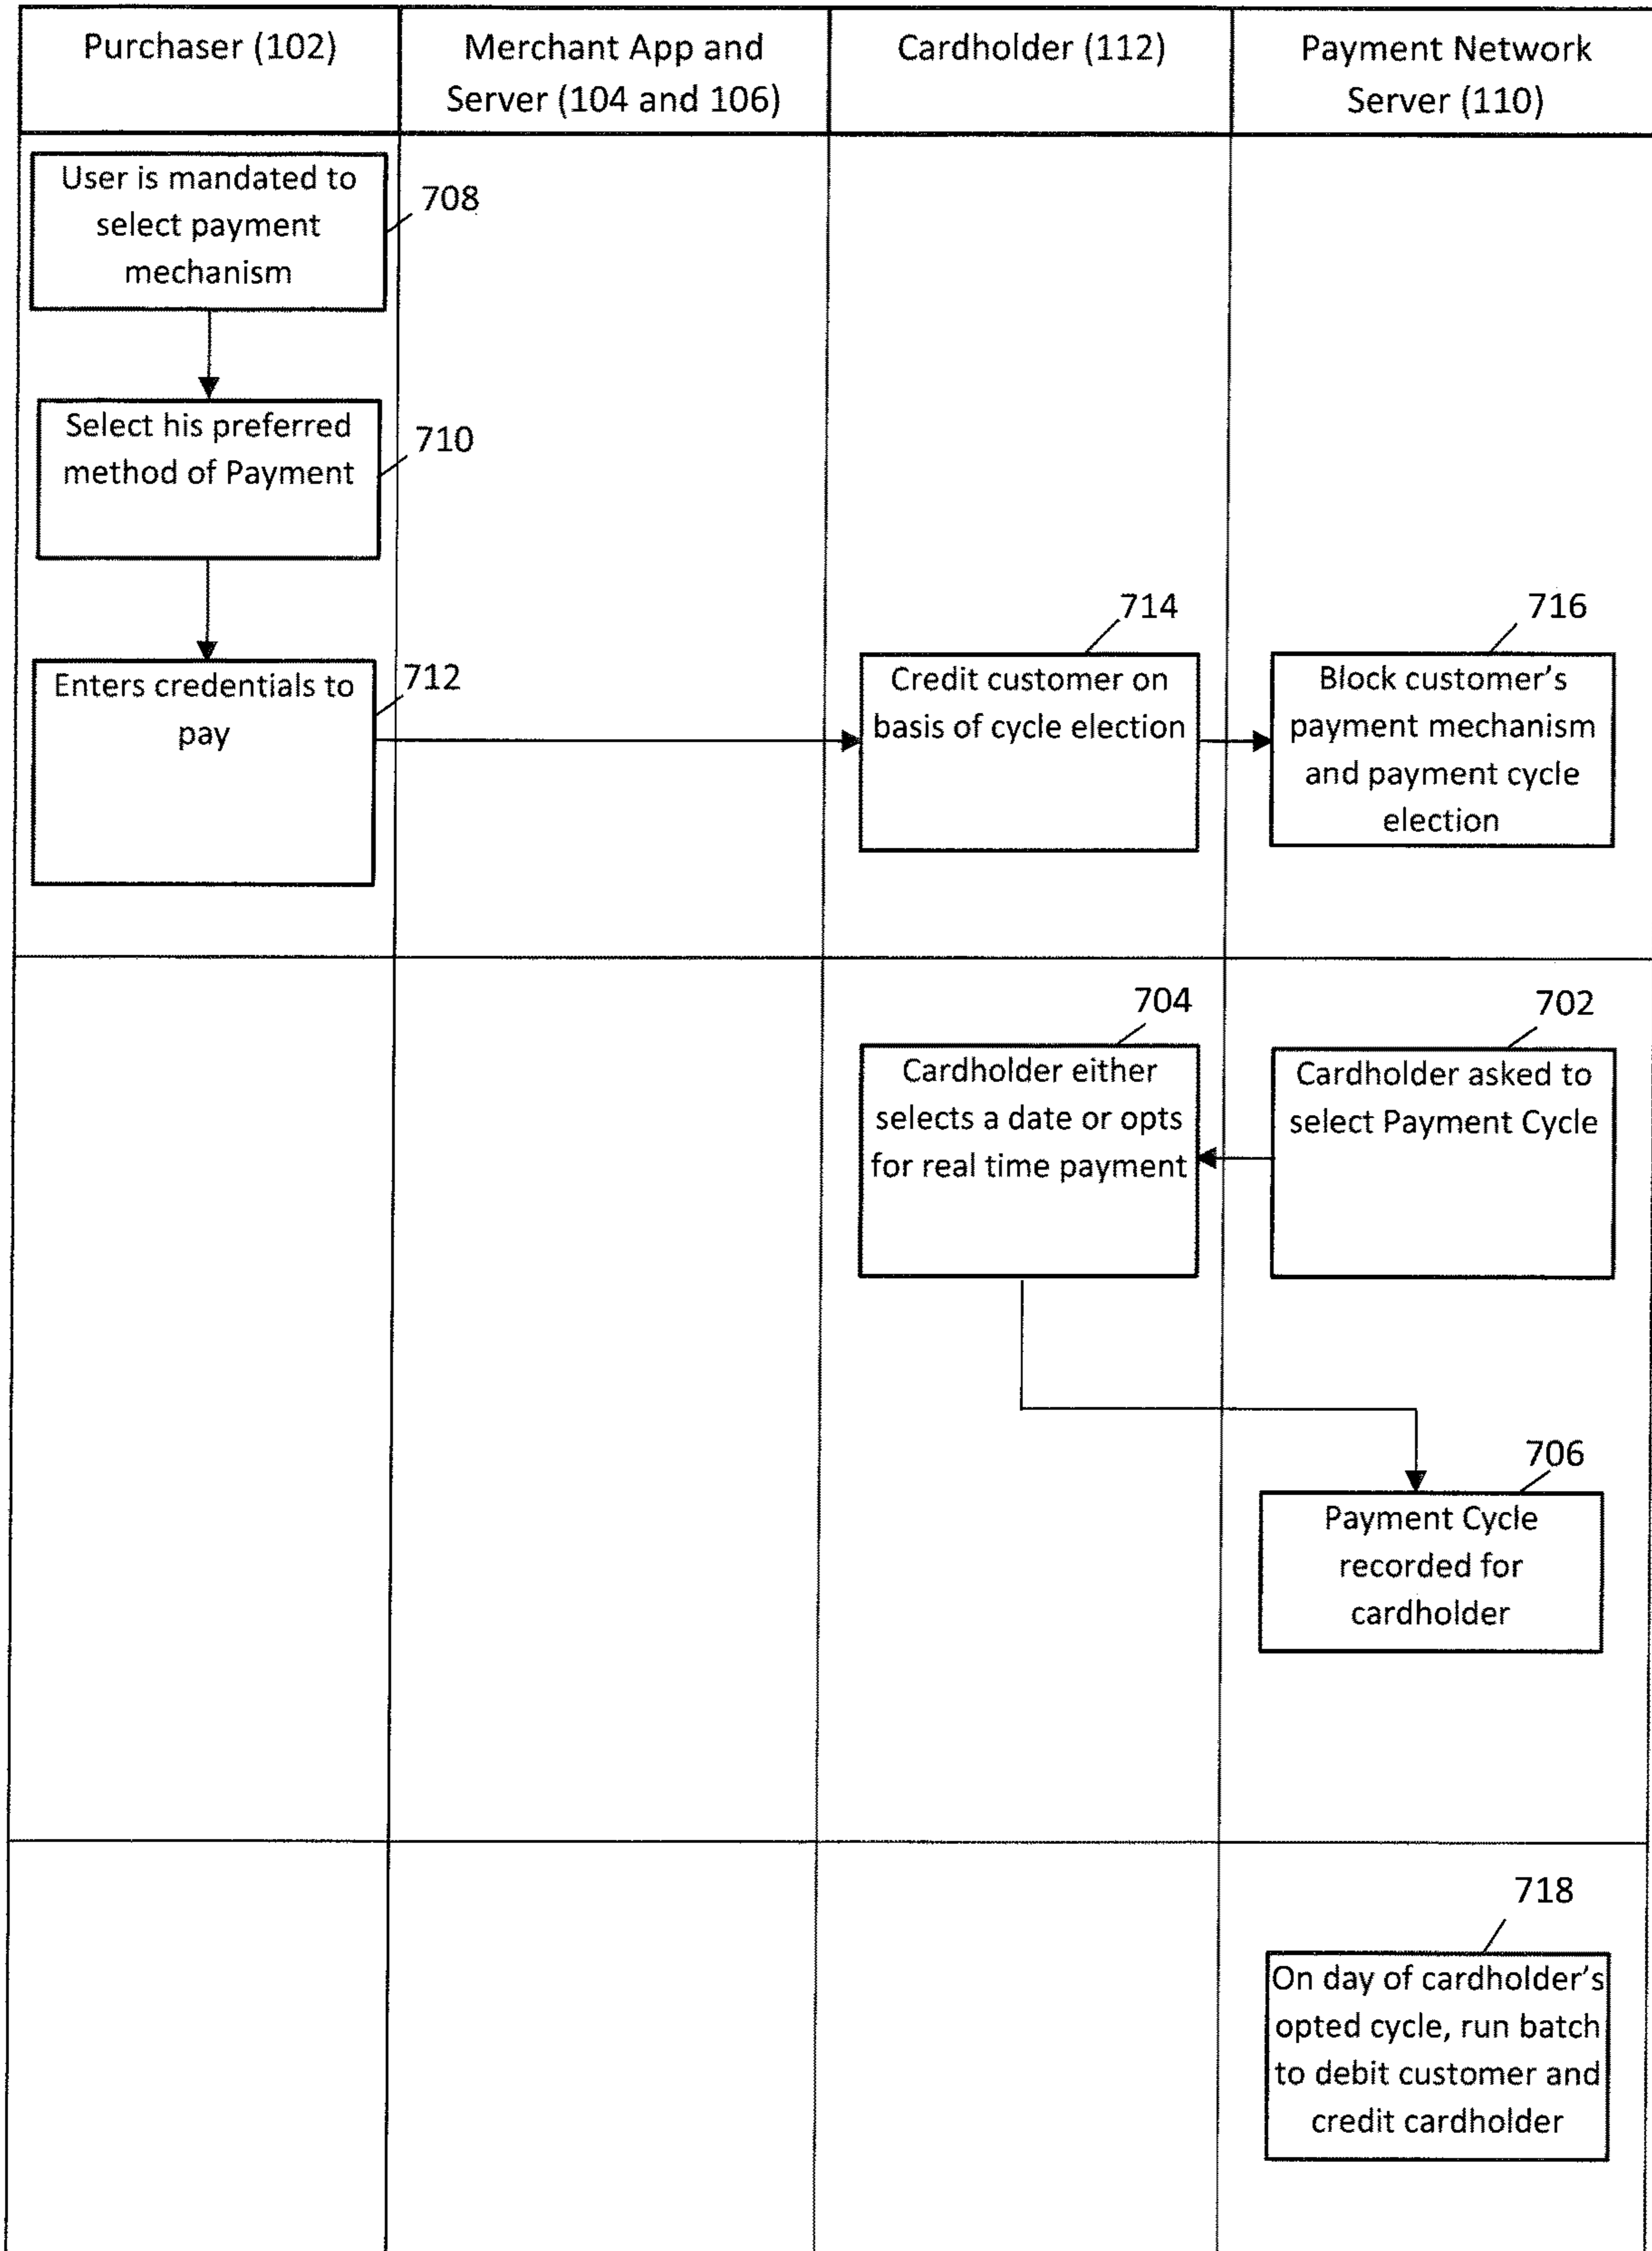 Purchaser (102)
Merchant App and
Server (104 and 106)
Cardholder (112)
Payment Network
Server (110)
User is mandated to
select payment
mechanism
708
Select his preferred
method of Payment
710
Enters credentials to
pay
712
714
Credit customer on
basis of cycle election
716
Block customer's
payment mechanism
and payment cycle
election
704
Cardholder either
selects a date or opts
for real time payment
702
Cardholder asked to
select Payment Cycle
706
Payment Cycle
recorded for
cardholder
718
On day of cardholder's
opted cycle, run batch
to debit customer and
credit cardholder